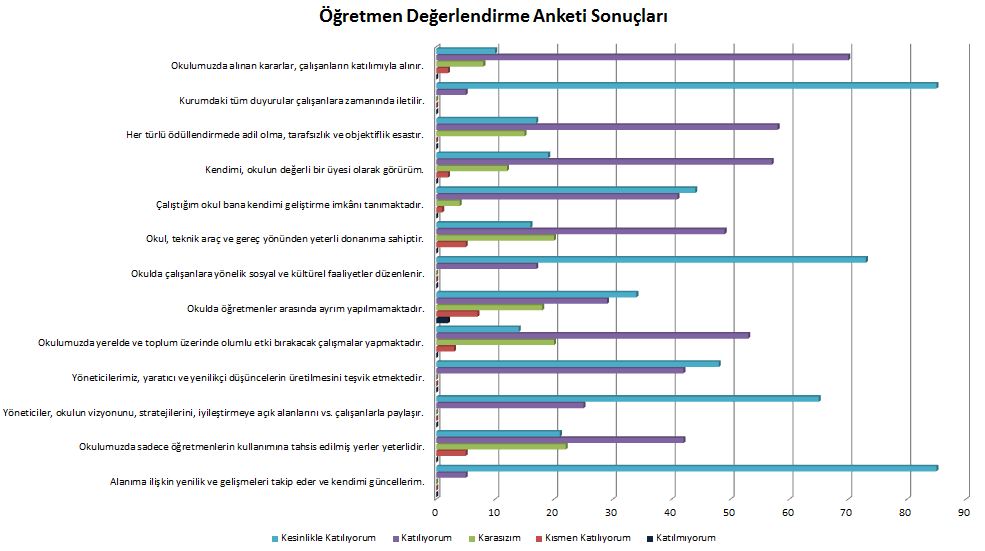 Öğretmen Değerlendirme Anketi Sonuçları
Okulumuzda alınan kararlar, çalışanların katılımıyla alınır.
Kurumdaki tüm duyurular çalışanlara zamanında iletilir.
Her türlü ödüllendirmede adil olma, tarafsızlık ve objektiflik esastır.
Kendimi, okulun değerli bir üyesi olarak görürüm.
Çalıştığım okul bana kendimi geliştirme imkânı tanımaktadır.
Okul, teknik araç ve gereç yönünden yeterli donanıma sahiptir.
Okulda çalışanlara yönelik sosyal ve kültürel faaliyetler düzenlenir.
Okulda öğretmenler arasında ayrım yapılmamaktadır.
Okulumuzda yerelde ve toplum üzerinde olumlu etki bırakacak çalışmalar yapmaktadır.
Yöneticilerimiz, yaratıcı ve yenilikçi düşüncelerin üretilmesini teşvik etmektedir.
Yöneticiler, okulun vizyonunu, stratejilerini, iyileştirmeye açık alanlarını vs. çalışanlarla paylaşır.
Okulumuzda sadece öğretmenlerin kullanımına tahsis edilmiş yerler yeterlidir.
Alanıma ilişkin yenilik ve gelişmeleri takip eder ve kendimi güncellerim.
0 10 20 30 40 50 60 70 80 90
Kesinlikle Katılıyorum Katılıyorum Karasızım Kısmen Katılıyorum Katılmıyorum